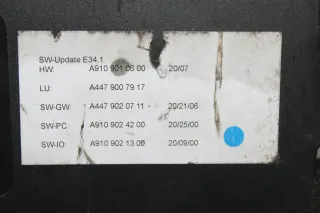 SW-Update E34.1
HW: A910 901 06 00 20/07
LU: A447 900 79 17
SW-GW: A447 902 07 11 20/21/06
SW-PC: A910 902 42 00 20/25/00
SW-IO: A910 902 13 00 20/09/00